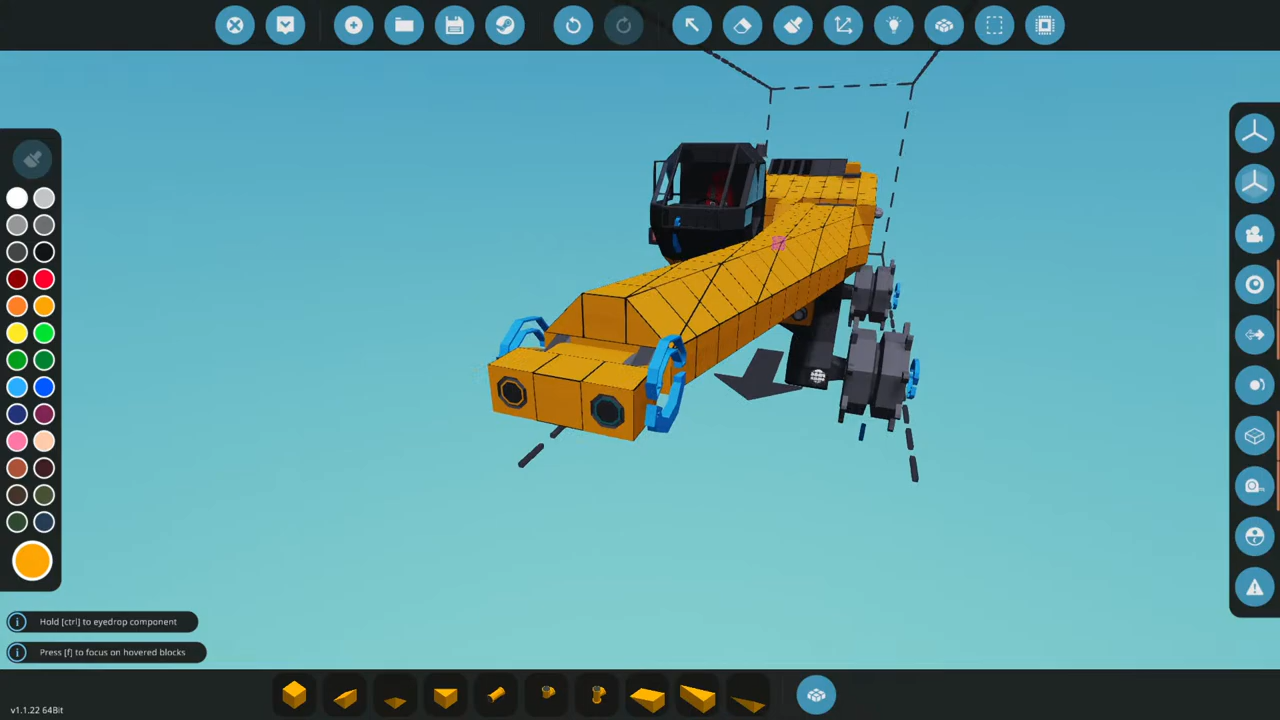 Hold [ctrl] to eyedrop component
Press [f] to focus on hovered blocks
v1.1.22 64Bit